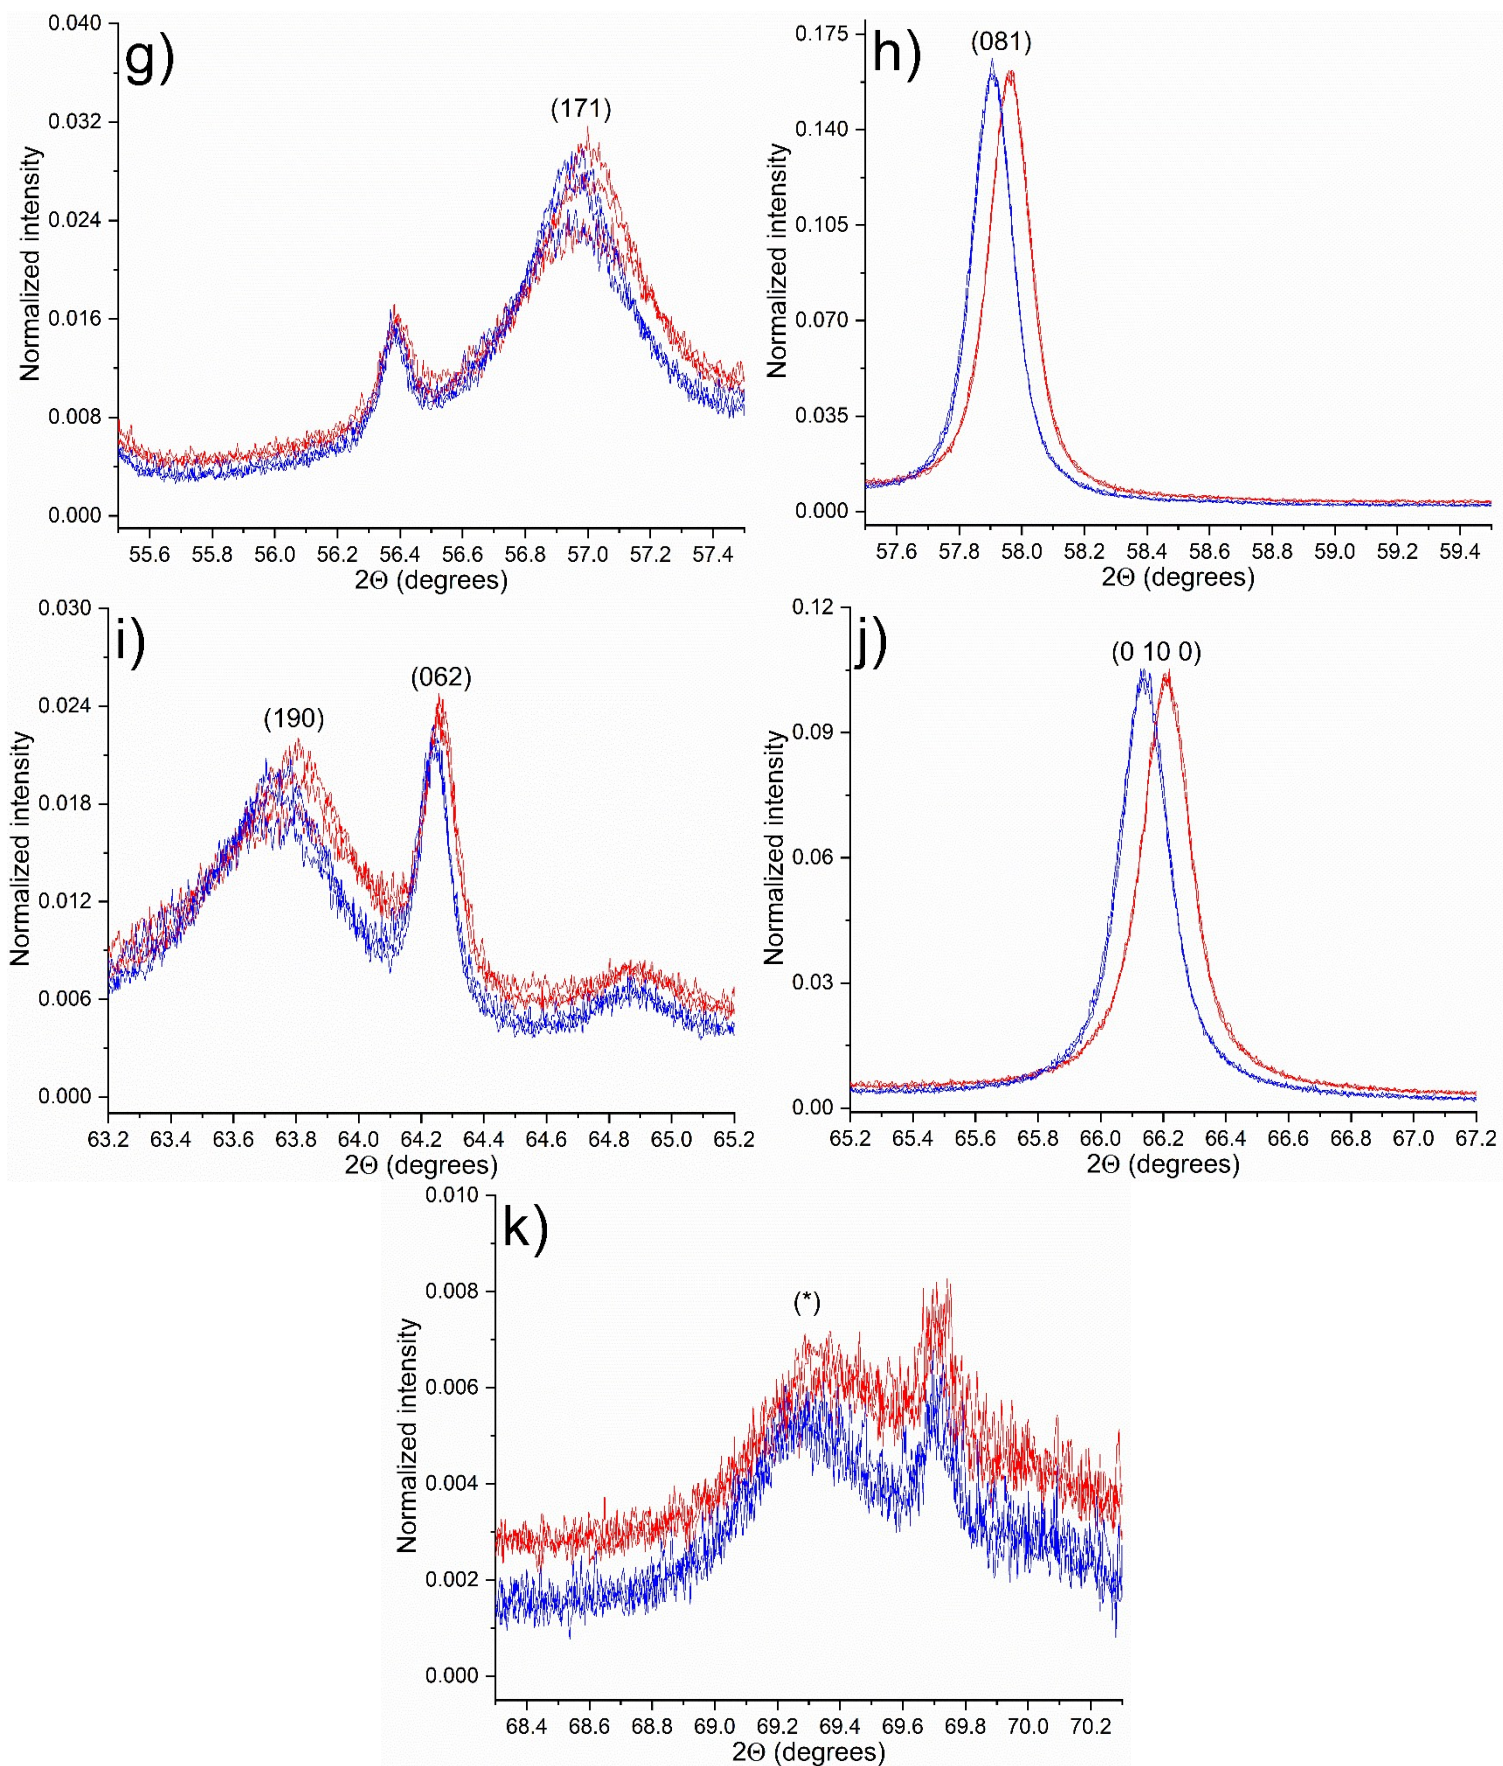 g)
(171)
Normalized intensity
0.040
0.032
0.024
0.016
0.008
0.000
55.6 55.8 56.0 56.2 56.4 56.6 56.8 57.0 57.2 57.4
2Θ (degrees)
h)
(081)
Normalized intensity
0.175
0.140
0.105
0.070
0.035
0.000
57.6 57.8 58.0 58.2 58.4 58.6 58.8 59.0 59.2 59.4
2Θ (degrees)
i)
(190)
(062)
Normalized intensity
0.030
0.024
0.018
0.012
0.006
0.000
63.2 63.4 63.6 63.8 64.0 64.2 64.4 64.6 64.8 65.0 65.2
2Θ (degrees)
j)
(0 10 0)
Normalized intensity
0.12
0.09
0.06
0.03
0.00
65.2 65.4 65.6 65.8 66.0 66.2 66.4 66.6 66.8 67.0 67.2
2Θ (degrees)
k)
(*)
Normalized intensity
0.010
0.008
0.006
0.004
0.002
0.000
68.4 68.6 68.8 69.0 69.2 69.4 69.6 69.8 70.0 70.2
2Θ (degrees)